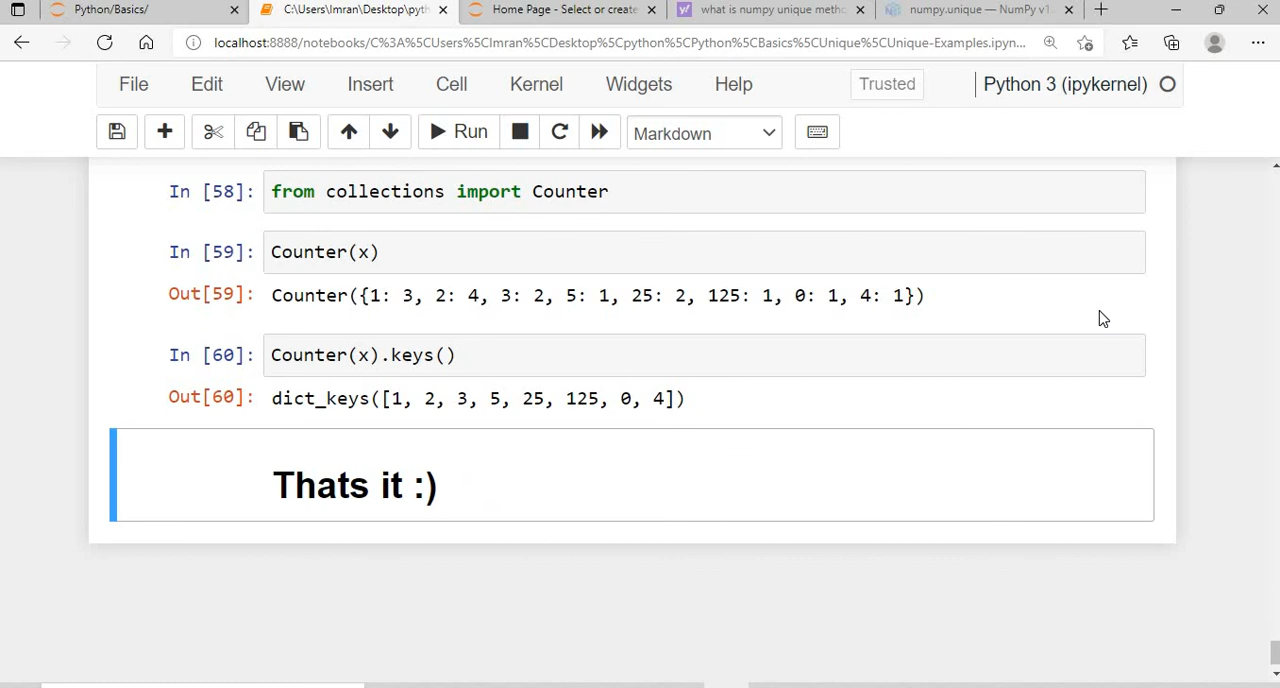 Python/Basics/
C:\Users\Imran\Desktop\pyth
Home Page - Select or create
what is numpy unique metho
numpy.unique — NumPy v1.
localhost:8888/notebooks/C%3A%5CUsers%5CImran%5CDesktop%5Cpython%5CPython%5CBasics%5CUnique%5CUnique-Examples.ipyn...
File Edit View Insert Cell Kernel Widgets Help Trusted Python 3 (ipykernel)
Run Markdown
In [58]: from collections import Counter
In [59]: Counter(x)
Out[59]: Counter({1: 3, 2: 4, 3: 2, 5: 1, 25: 2, 125: 1, 0: 1, 4: 1})
In [60]: Counter(x).keys()
Out[60]: dict_keys([1, 2, 3, 5, 25, 125, 0, 4])
Thats it :)